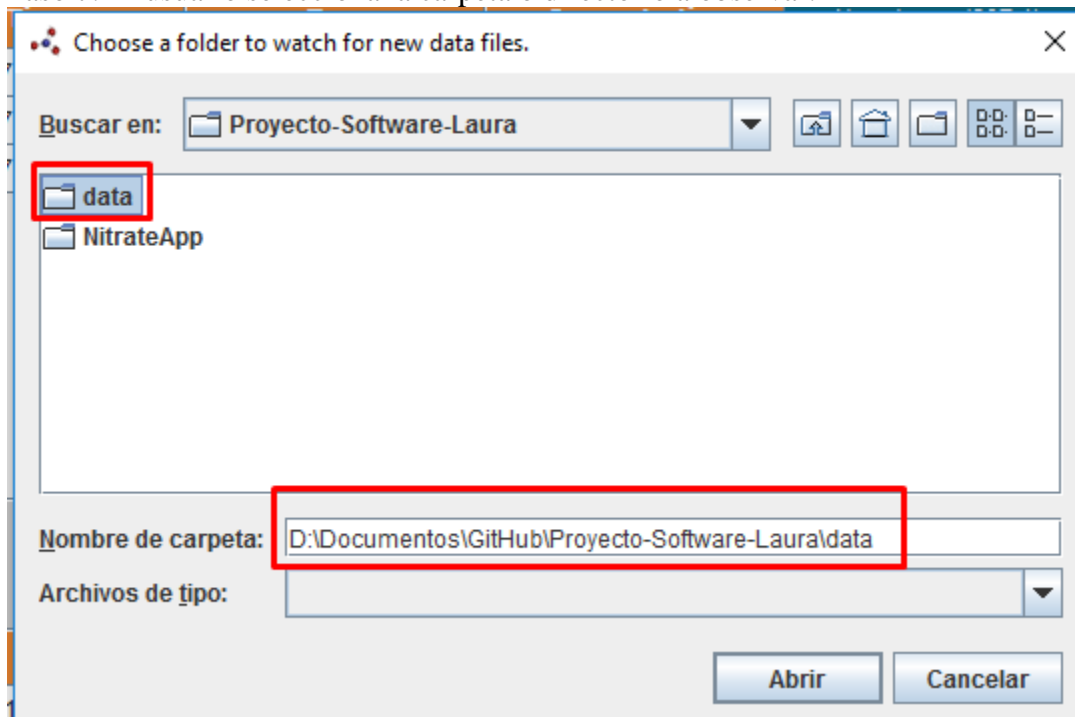 Choose a folder to watch for new data files.
Buscar en: Proyecto-Software-Laura
data
NitrateApp
Nombre de carpeta: D:\Documentos\GitHub\Proyecto-Software-Laura\data
Archivos de tipo:
Abrir Cancelar